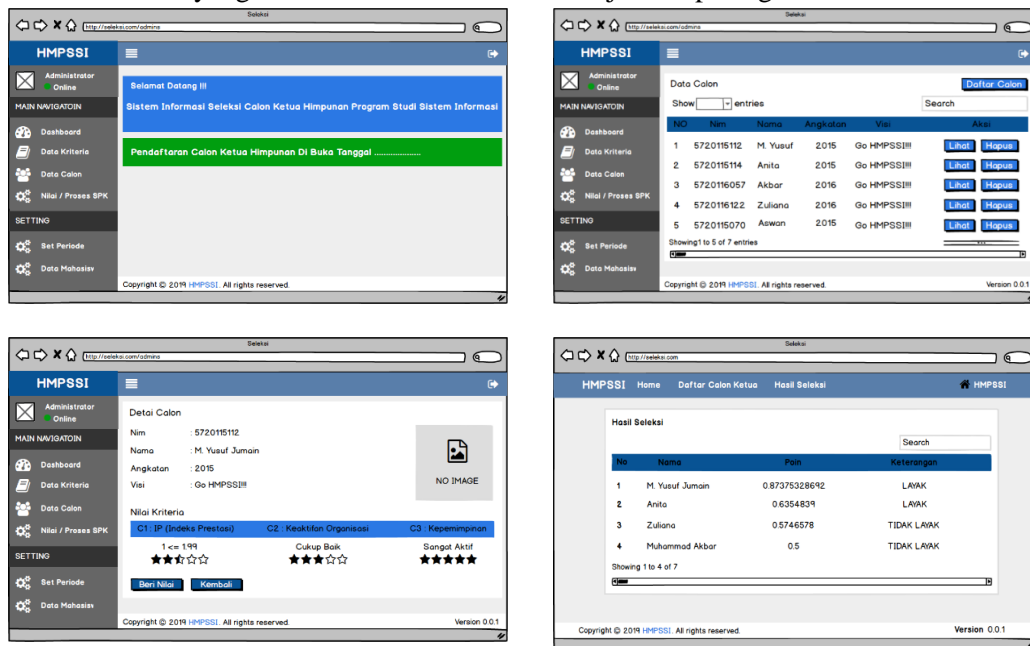 Seleksi
http://seleksi.com/admins
HMPSSI
Administrator
Online
MAIN NAVIGATOIN
Dashboard
Data Kriteria
Data Calon
Nilai / Proses SPK
SETTING
Set Periode
Data Mahasisv
Selamat Datang !!!
Sistem Informasi Seleksi Calon Ketua Himpunan Program Studi Sistem Informasi
Pendaftaran Calon Ketua Himpunan Di Buka Tanggal ....................
Copyright © 2019 HMPSSI. All rights reserved.
Seleksi
http://seleksi.com/admins
HMPSSI
Administrator
Online
MAIN NAVIGATOIN
Dashboard
Data Kriteria
Data Calon
Nilai / Proses SPK
SETTING
Set Periode
Data Mahasisv
Data Calon
Daftar Calon
Show entries
Search
NO Nim Nama Angkatan Visi Aksi
1 5720115112 M. Yusuf 2015 Go HMPSSI!!! Lihat Hapus
2 5720115114 Anita 2015 Go HMPSSI!!! Lihat Hapus
3 5720116057 Akbar 2016 Go HMPSSI!!! Lihat Hapus
4 5720116122 Zuliana 2016 Go HMPSSI!!! Lihat Hapus
5 5720115070 Aswan 2015 Go HMPSSI!!! Lihat Hapus
Showing1 to 5 of 7 entries
Copyright © 2019 HMPSSI. All rights reserved. Version 0.0.1
Seleksi
http://seleksi.com/admins
HMPSSI
Administrator
Online
MAIN NAVIGATOIN
Dashboard
Data Kriteria
Data Calon
Nilai / Proses SPK
SETTING
Set Periode
Data Mahasisv
Detai Calon
Nim : 5720115112
Nama : M. Yusuf Jumain
Angkatan : 2015
Visi : Go HMPSSI!!!
NO IMAGE
Nilai Kriteria
C1 : IP (Indeks Prestasi) C2 : Keaktifan Organisasi C3 : Kepemimpinan
1 <= 1.99 Cukup Baik Sangat Aktif
Beri Nilai Kembali
Copyright © 2019 HMPSSI. All rights reserved. Version 0.0.1
Seleksi
http://seleksi.com
HMPSSI Home Daftar Calon Ketua Hasil Seleksi HMPSSI
Hasil Seleksi
Search
No Nama Poin Keterangan
1 M. Yusuf Jumain 0.87375328692 LAYAK
2 Anita 0.6354839 LAYAK
3 Zuliana 0.5746578 TIDAK LAYAK
4 Muhammad Akbar 0.5 TIDAK LAYAK
Showing 1 to 4 of 7
Copyright © 2019 HMPSSI. All rights reserved. Version 0.0.1